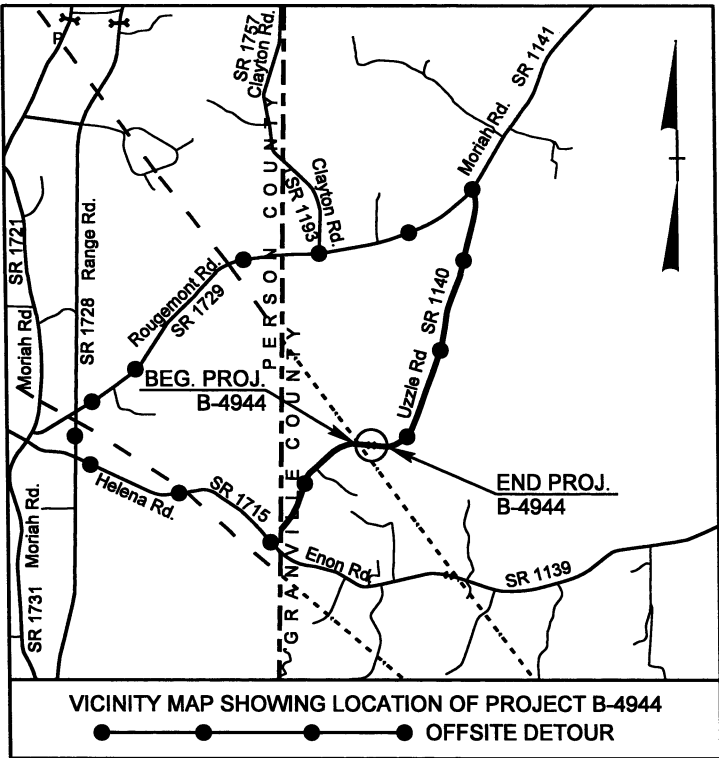 P
SR 1757
Clayton Rd.
SR 1141
Moriah Rd.
Clayton Rd.
SR 1193
PERSON COUNTY
SR 1721
Range Rd.
SR 1728
Rougemont Rd.
SR 1729
SR 1140
Uzzle Rd
Moriah Rd
BEG. PROJ.
B-4944
GRANVILLE COUNTY
END PROJ.
B-4944
Helena Rd.
SR 1715
Enon Rd.
SR 1139
Moriah Rd.
SR 1731
VICINITY MAP SHOWING LOCATION OF PROJECT B-4944
OFFSITE DETOUR